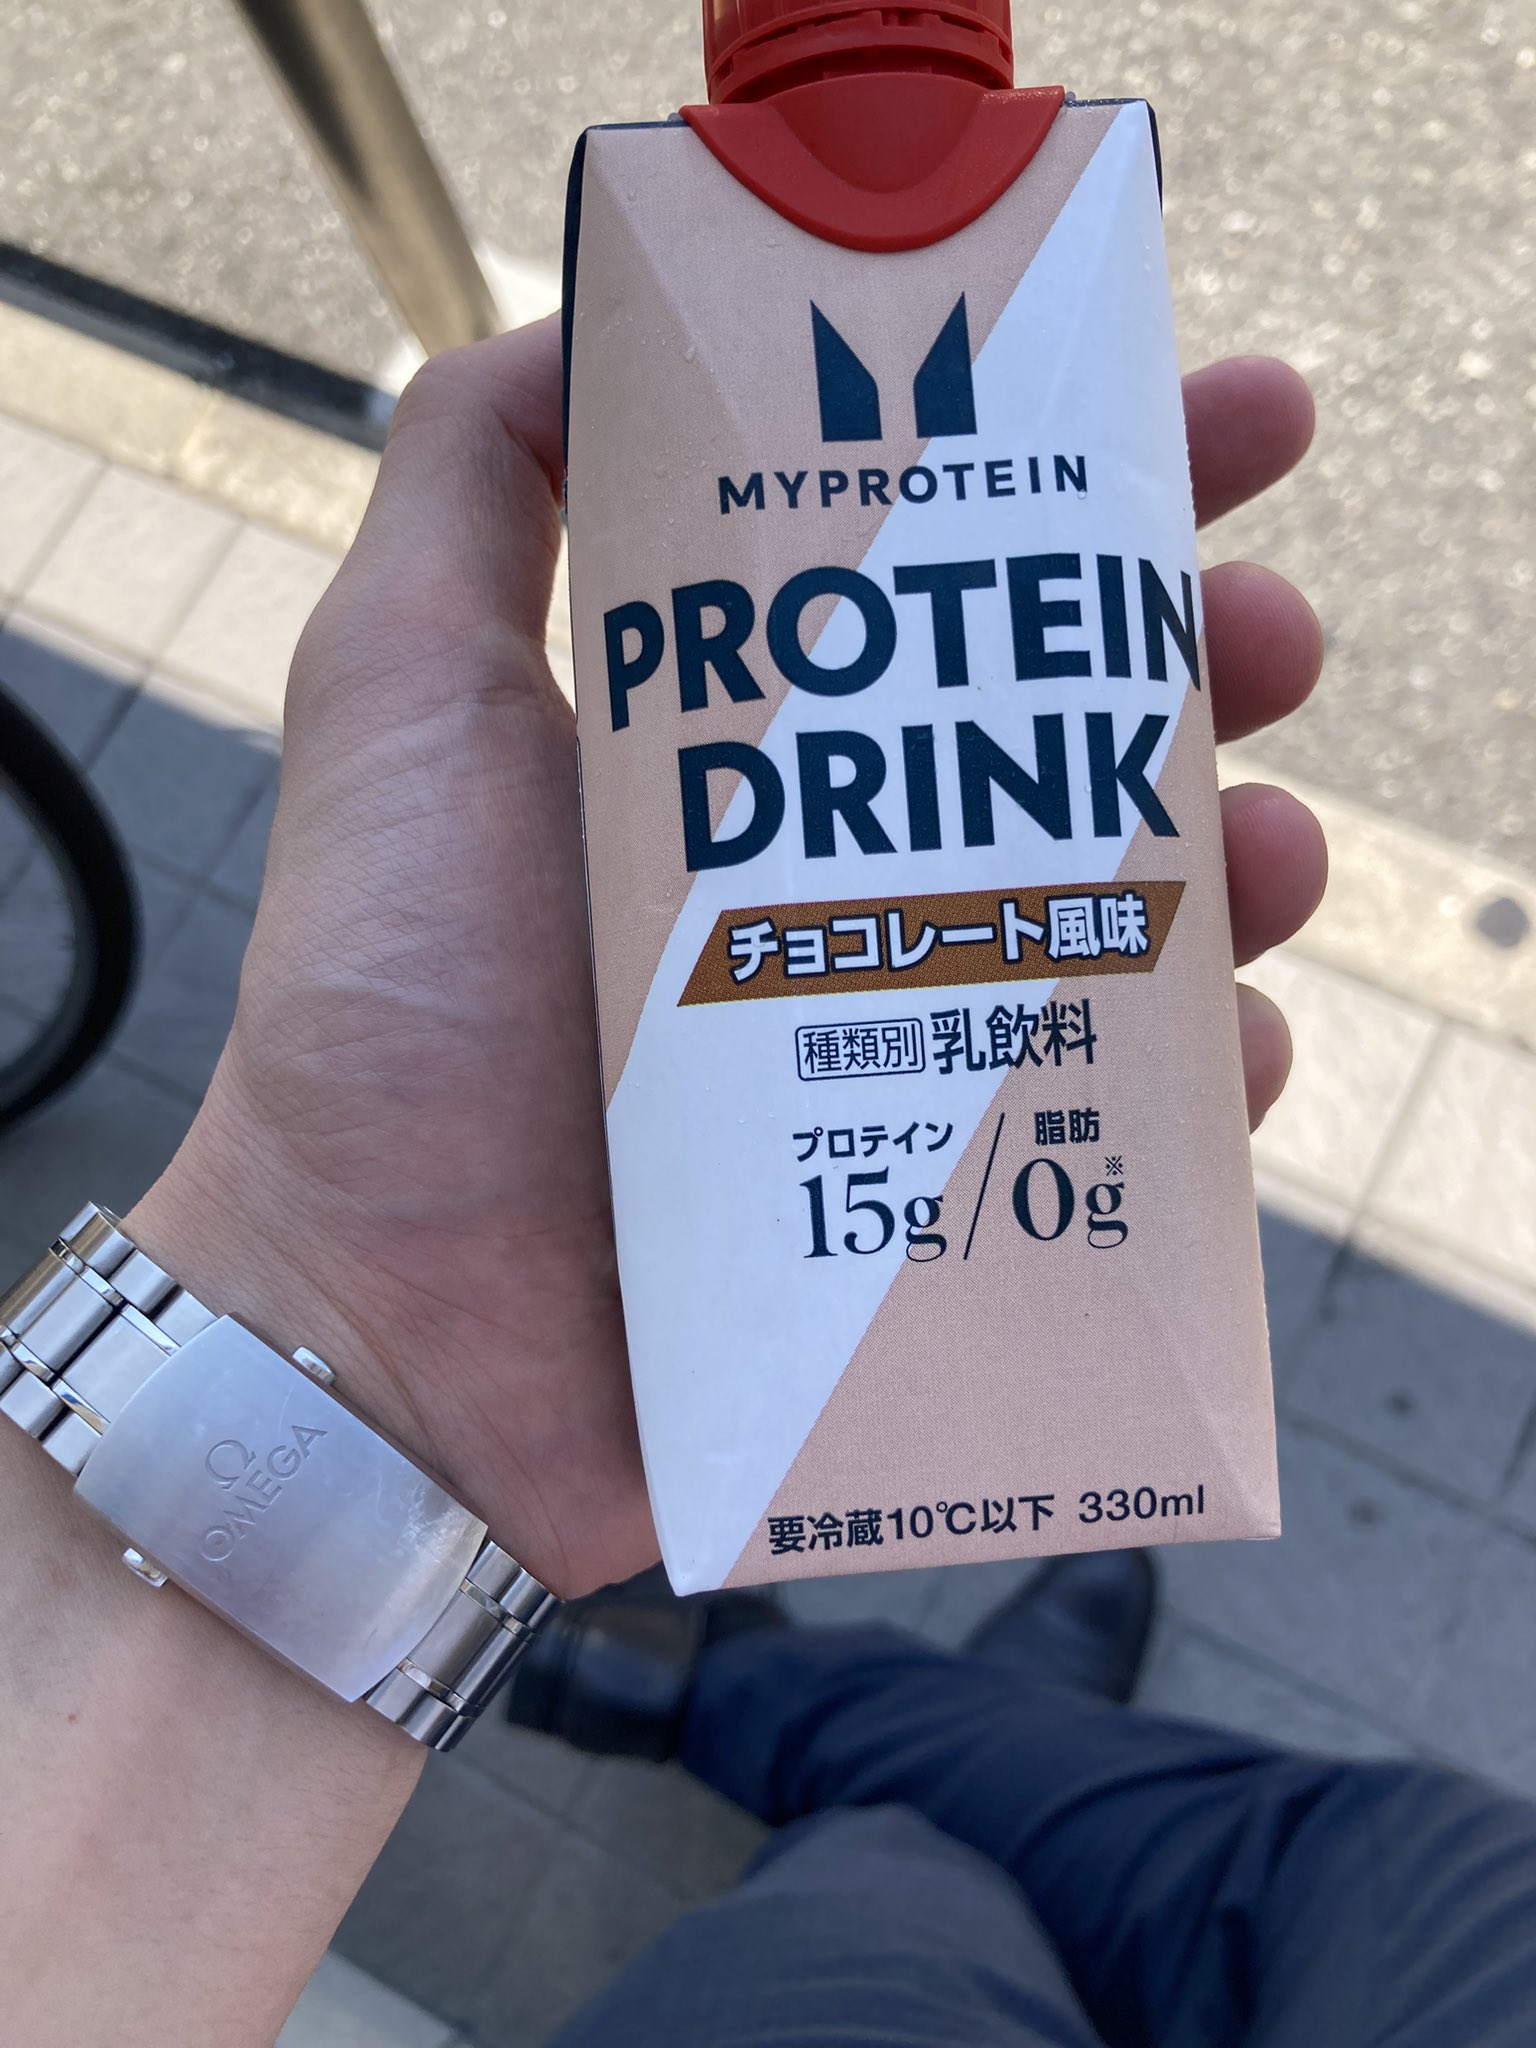 MYPROTEIN
PROTEIN
DRINK
チョコレート風味
種類別 乳飲料
プロテイン 脂肪
15g/0g※
要冷蔵10℃以下 330ml
Ω
OMEGA